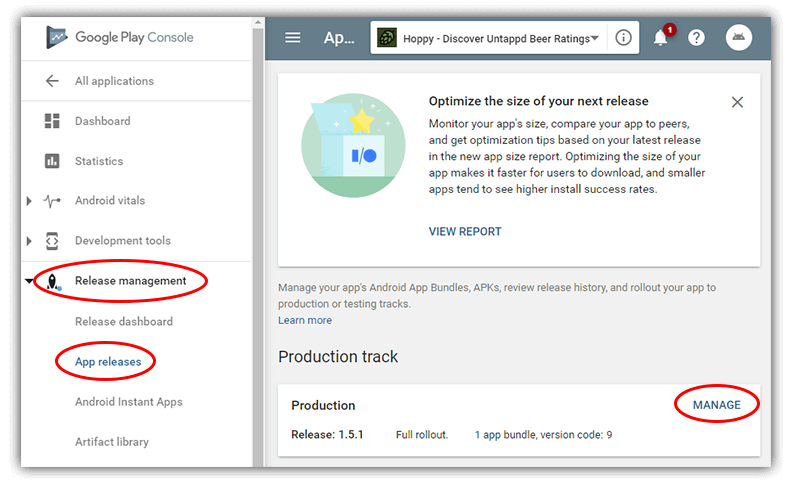 Google Play Console
All applications
Dashboard
Statistics
Android vitals
Development tools
Release management
Release dashboard
App releases
Android Instant Apps
Artifact library
Ap...
Hoppy - Discover Untappd Beer Ratings
1
Optimize the size of your next release
Monitor your app's size, compare your app to peers,
and get optimization tips based on your latest release
in the new app size report. Optimizing the size of your
app makes it faster for users to download, and smaller
apps tend to see higher install success rates.
VIEW REPORT
Manage your app's Android App Bundles, APKs, review release history, and rollout your app to
production or testing tracks.
Learn more
Production track
Production
MANAGE
Release: 1.5.1 Full rollout. 1 app bundle, version code: 9